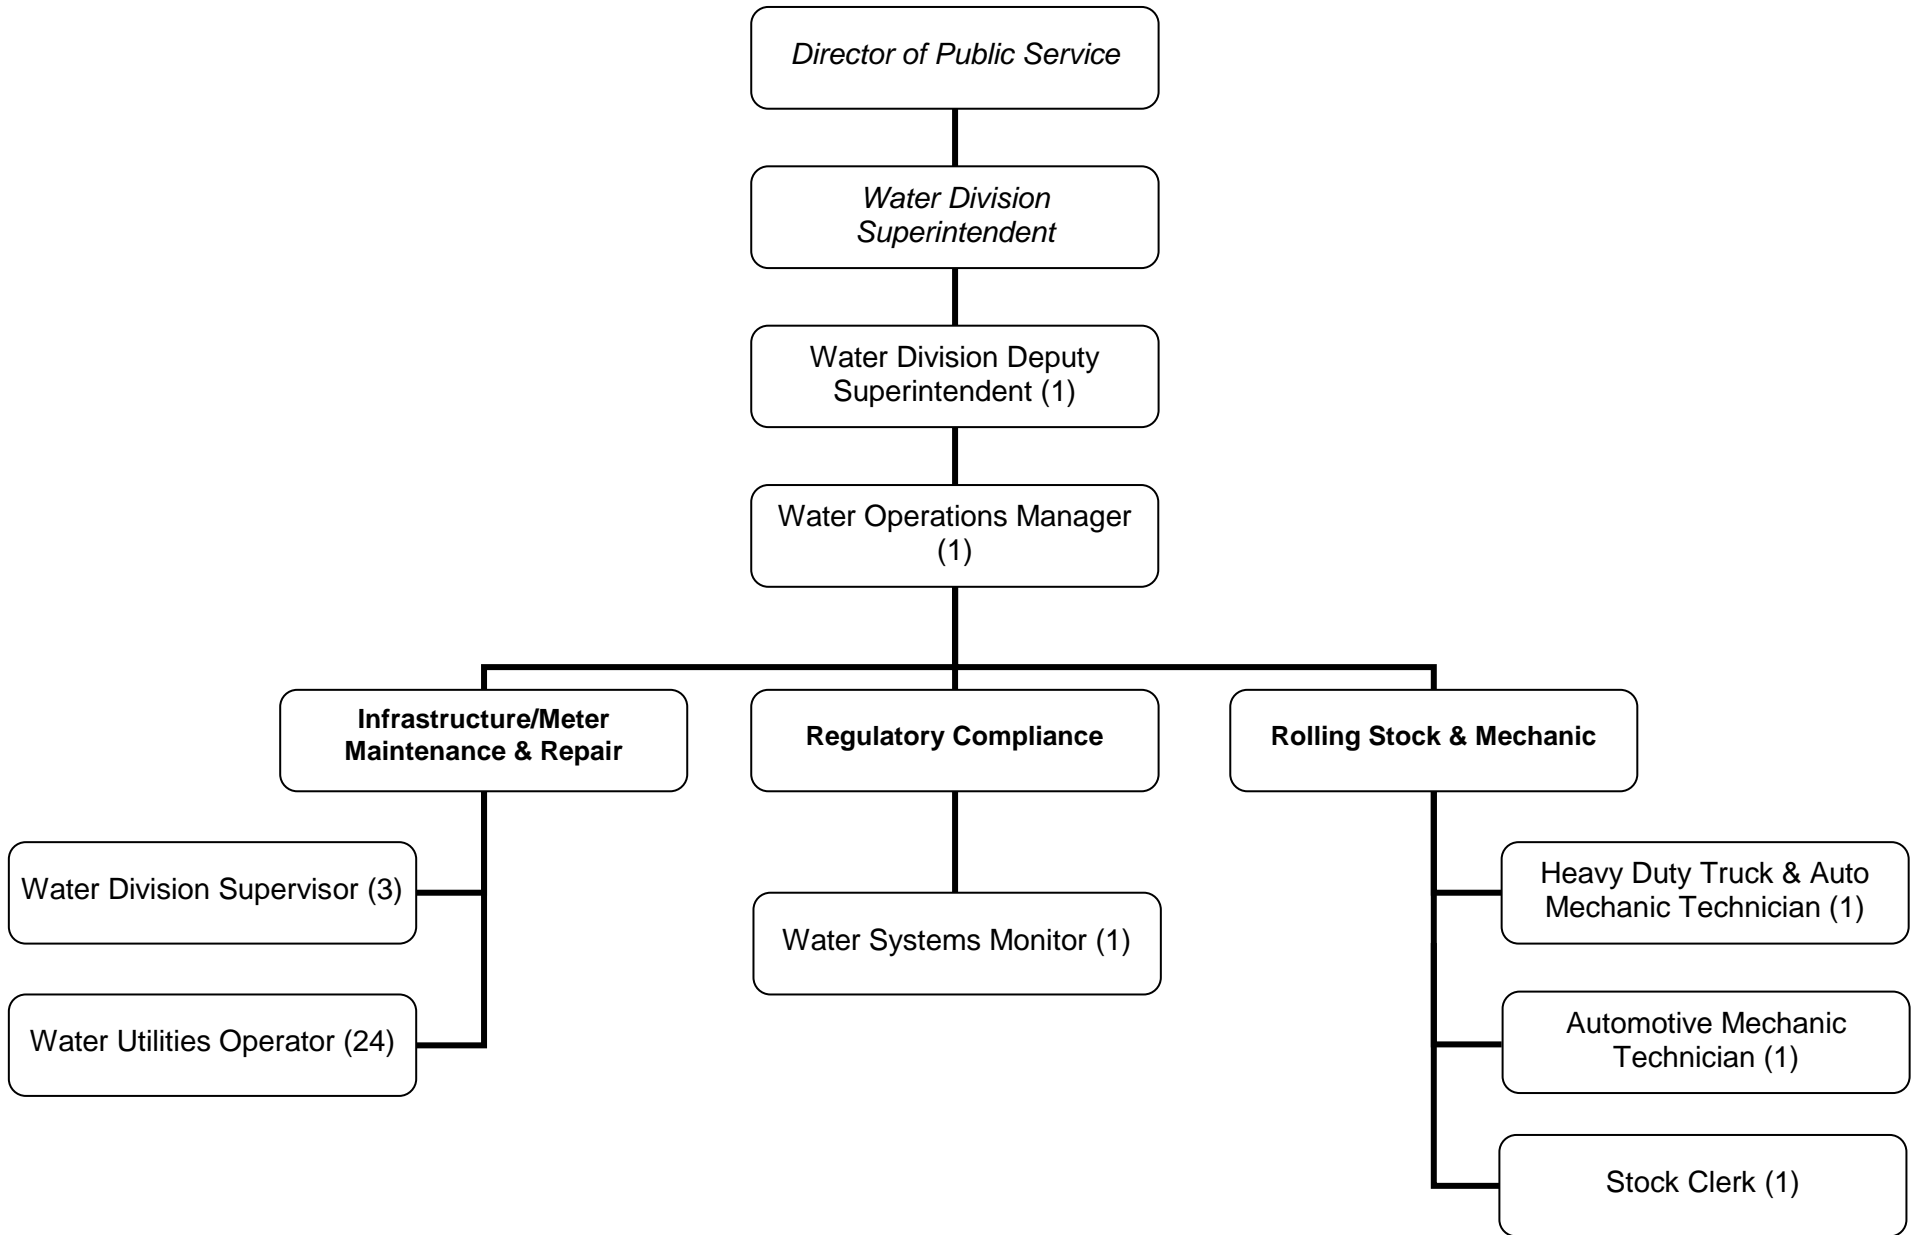 Director of Public Service
Water Division
Superintendent
Water Division Deputy
Superintendent (1)
Water Operations Manager
(1)
Infrastructure/Meter
Maintenance & Repair
Regulatory Compliance
Rolling Stock & Mechanic
Water Division Supervisor (3)
Water Utilities Operator (24)
Water Systems Monitor (1)
Heavy Duty Truck & Auto
Mechanic Technician (1)
Automotive Mechanic
Technician (1)
Stock Clerk (1)